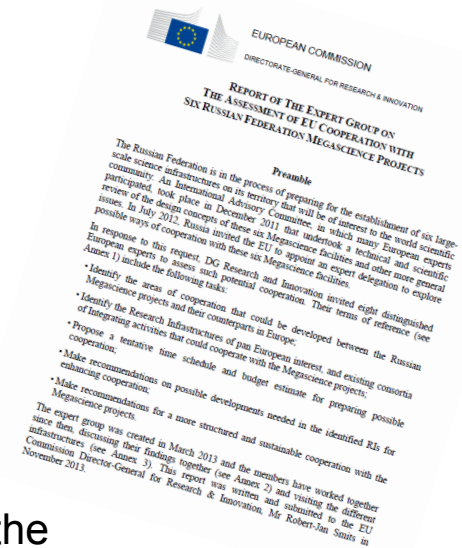 EUROPEAN COMMISSION
DIRECTORATE-GENERAL FOR RESEARCH & INNOVATION
REPORT OF THE EXPERT GROUP ON
THE ASSESSMENT OF EU COOPERATION WITH
SIX RUSSIAN FEDERATION MEGASCIENCE PROJECTS
Preamble
The Russian Federation is in the process of preparing for the establishment of six large-
scale science infrastructures on its territory that will be of interest to the world scientific
community. An International Advisory Committee, in which many European experts
participated, took place in December 2011 that undertook a technical and scientific
review of the design concepts of these six Megascience facilities and other more general
issues. In July 2012, Russia invited the EU to appoint an expert delegation to explore
possible ways of cooperation with these six Megascience facilities.
In response to this request, DG Research and Innovation invited eight distinguished
European experts to assess such potential cooperation. Their terms of reference (see
Annex 1) include the following tasks:
• Identify the areas of cooperation that could be developed between the Russian
Megascience projects and their counterparts in Europe;
• Identify the Research Infrastructures of pan European interest, and existing consortia
of Integrating activities that could cooperate with the Megascience projects;
• Propose a tentative time schedule and budget estimate for preparing possible
cooperation;
• Make recommendations on possible developments needed in the identified RIs for
enhancing cooperation;
• Make recommendations for a more structured and sustainable cooperation with the
Megascience projects.
The expert group was created in March 2013 and the members have worked together
since then, discussing their findings together (see Annex 2) and visiting the different
infrastructures (see Annex 3). This report was written and submitted to the EU
Commission Director-General for Research & Innovation, Mr Robert-Jan Smits in
November 2013.
the